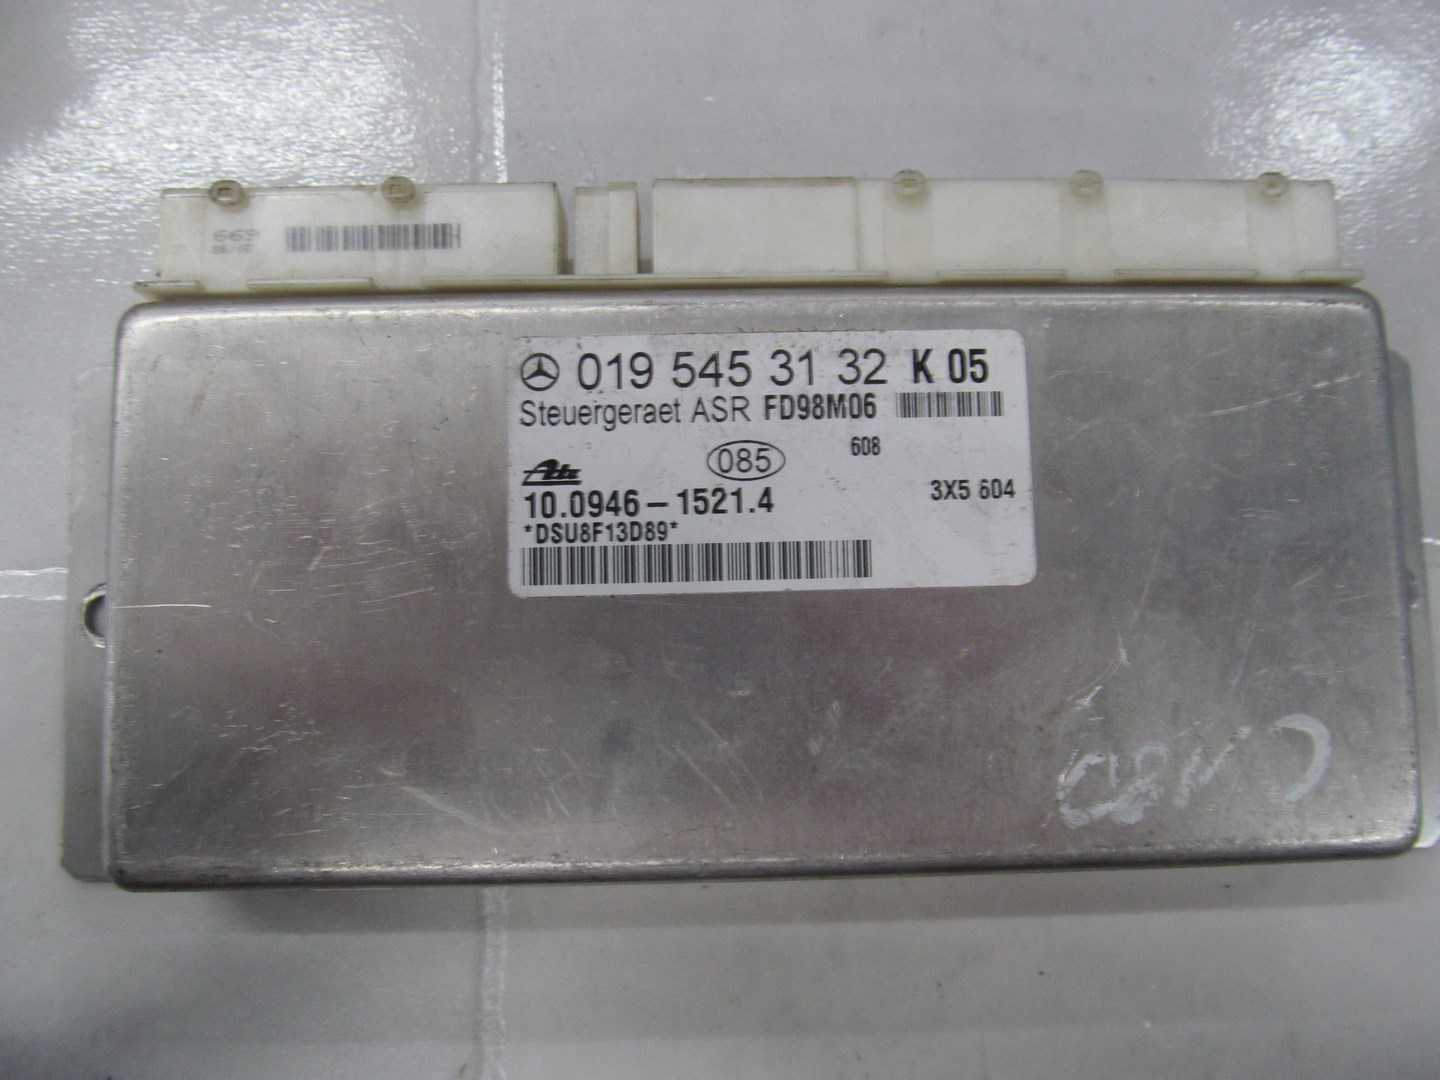 019 545 31 32 K 05
Steuergeraet ASR FD98M06
085 608
Ate
10.0946-1521.4 3X5 604
*DSU8F13D89*